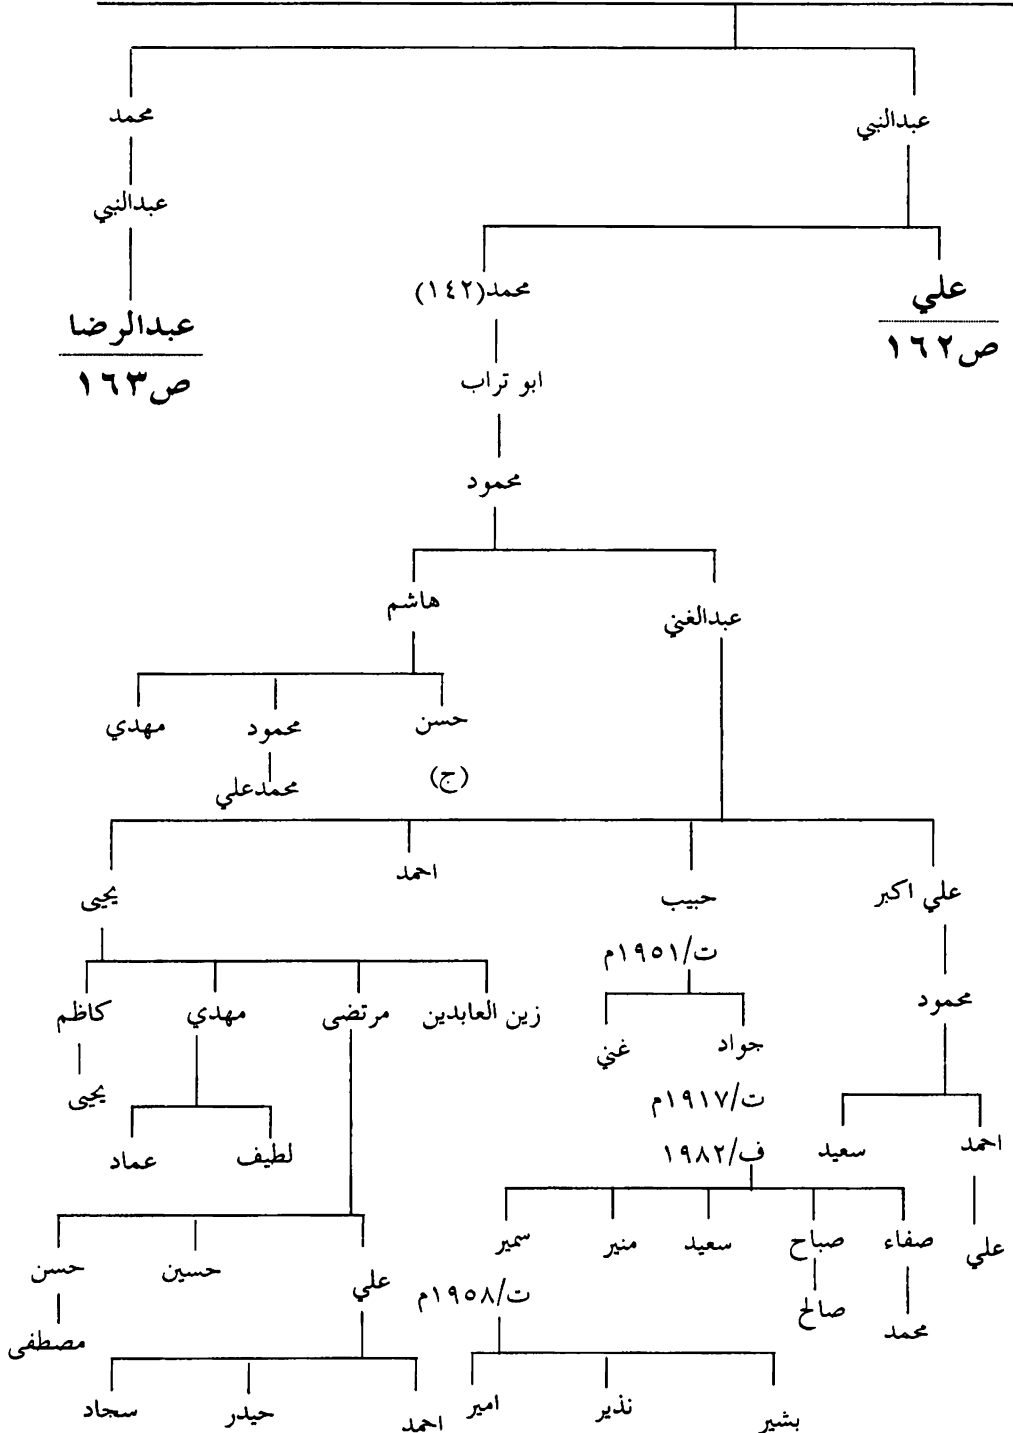 عبدالنبي
محمد
عبدالنبي
علي
ص١٦٢
محمد(١٤٢)
عبدالرضا
ص١٦٣
ابو تراب
محمود
عبدالغني
هاشم
حسن
محمود
مهدي
(ج)
محمدعلي
علي اكبر
حبيب
احمد
يحيى
ت/١٩٥١م
محمود
زين العابدين
مرتضى
مهدي
كاظم
جواد
غني
يحيى
ت/١٩١٧م
ف/١٩٨٢
احمد
سعيد
لطيف
عماد
علي
صفاء
صباح
سعيد
منير
سمير
علي
حسين
حسن
محمد
صالح
ت/١٩٥٨م
مصطفى
بشير
نذير
امير
احمد
حيدر
سجاد